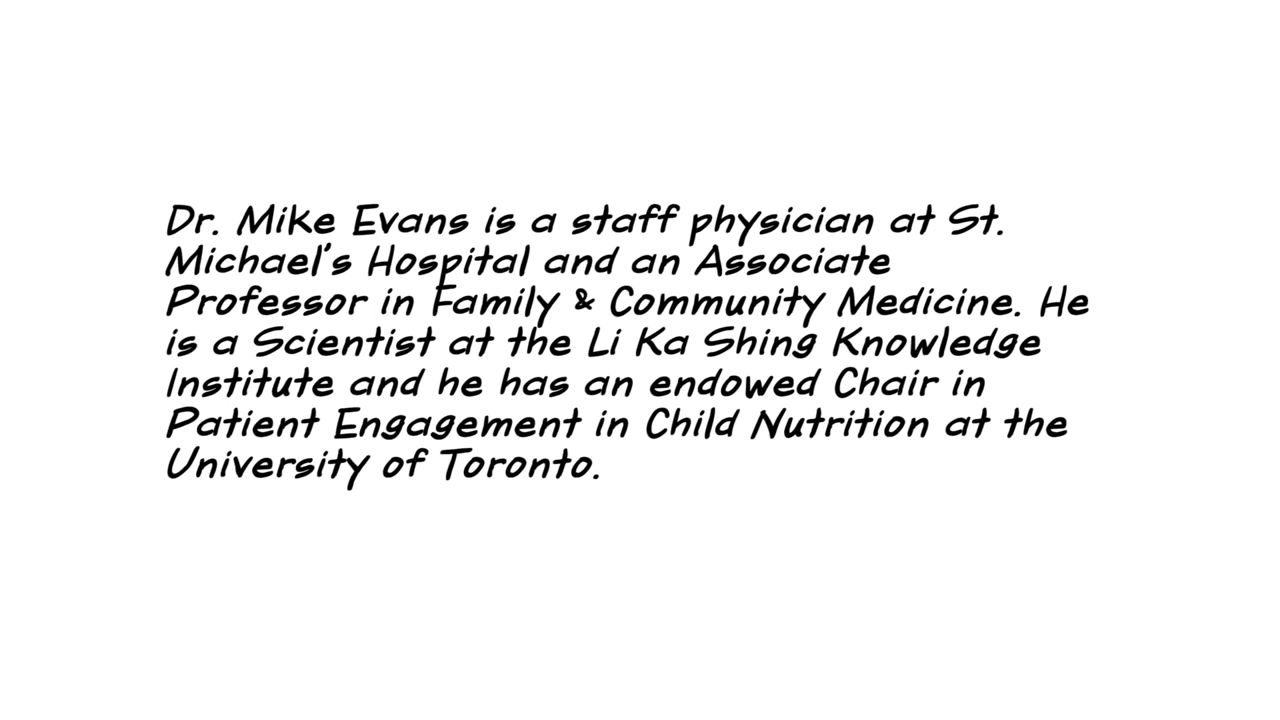 Dr. Mike Evans is a staff physician at St.
Michael's Hospital and an Associate
Professor in Family & Community Medicine. He
is a Scientist at the Li Ka Shing Knowledge
Institute and he has an endowed Chair in
Patient Engagement in Child Nutrition at the
University of Toronto.